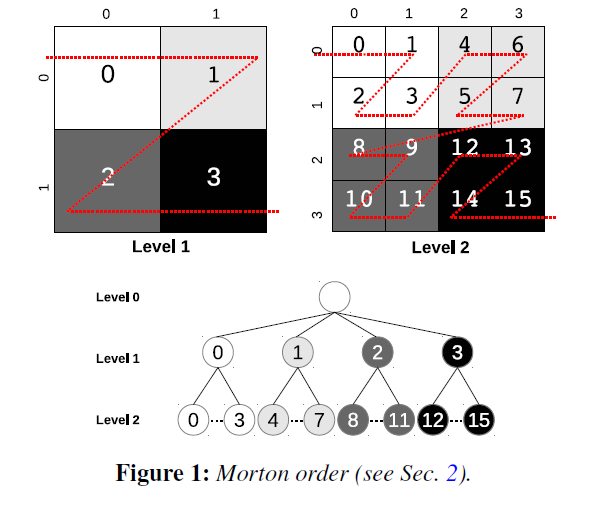 0 1
0 0 1
1 2 3
Level 1
0 1 2 3
0 0 1 4 6
1 2 3 5 7
2 8 9 12 13
3 10 11 14 15
Level 2
Level 0
Level 1 0 1 2 3
Level 2 0 3 4 7 8 11 12 15
Figure 1: Morton order (see Sec. 2).